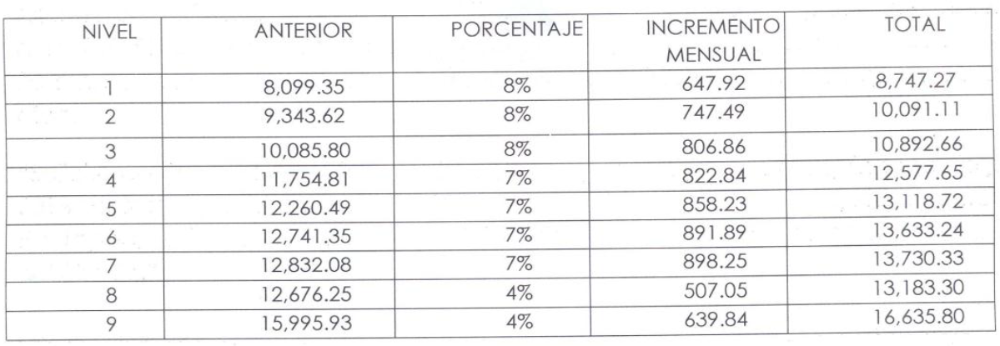 NIVEL ANTERIOR PORCENTAJE INCREMENTO MENSUAL TOTAL
1 8,099.35 8% 647.92 8,747.27
2 9,343.62 8% 747.49 10,091.11
3 10,085.80 8% 806.86 10,892.66
4 11,754.81 7% 822.84 12,577.65
5 12,260.49 7% 858.23 13,118.72
6 12,741.35 7% 891.89 13,633.24
7 12,832.08 7% 898.25 13,730.33
8 12,676.25 4% 507.05 13,183.30
9 15,995.93 4% 639.84 16,635.80